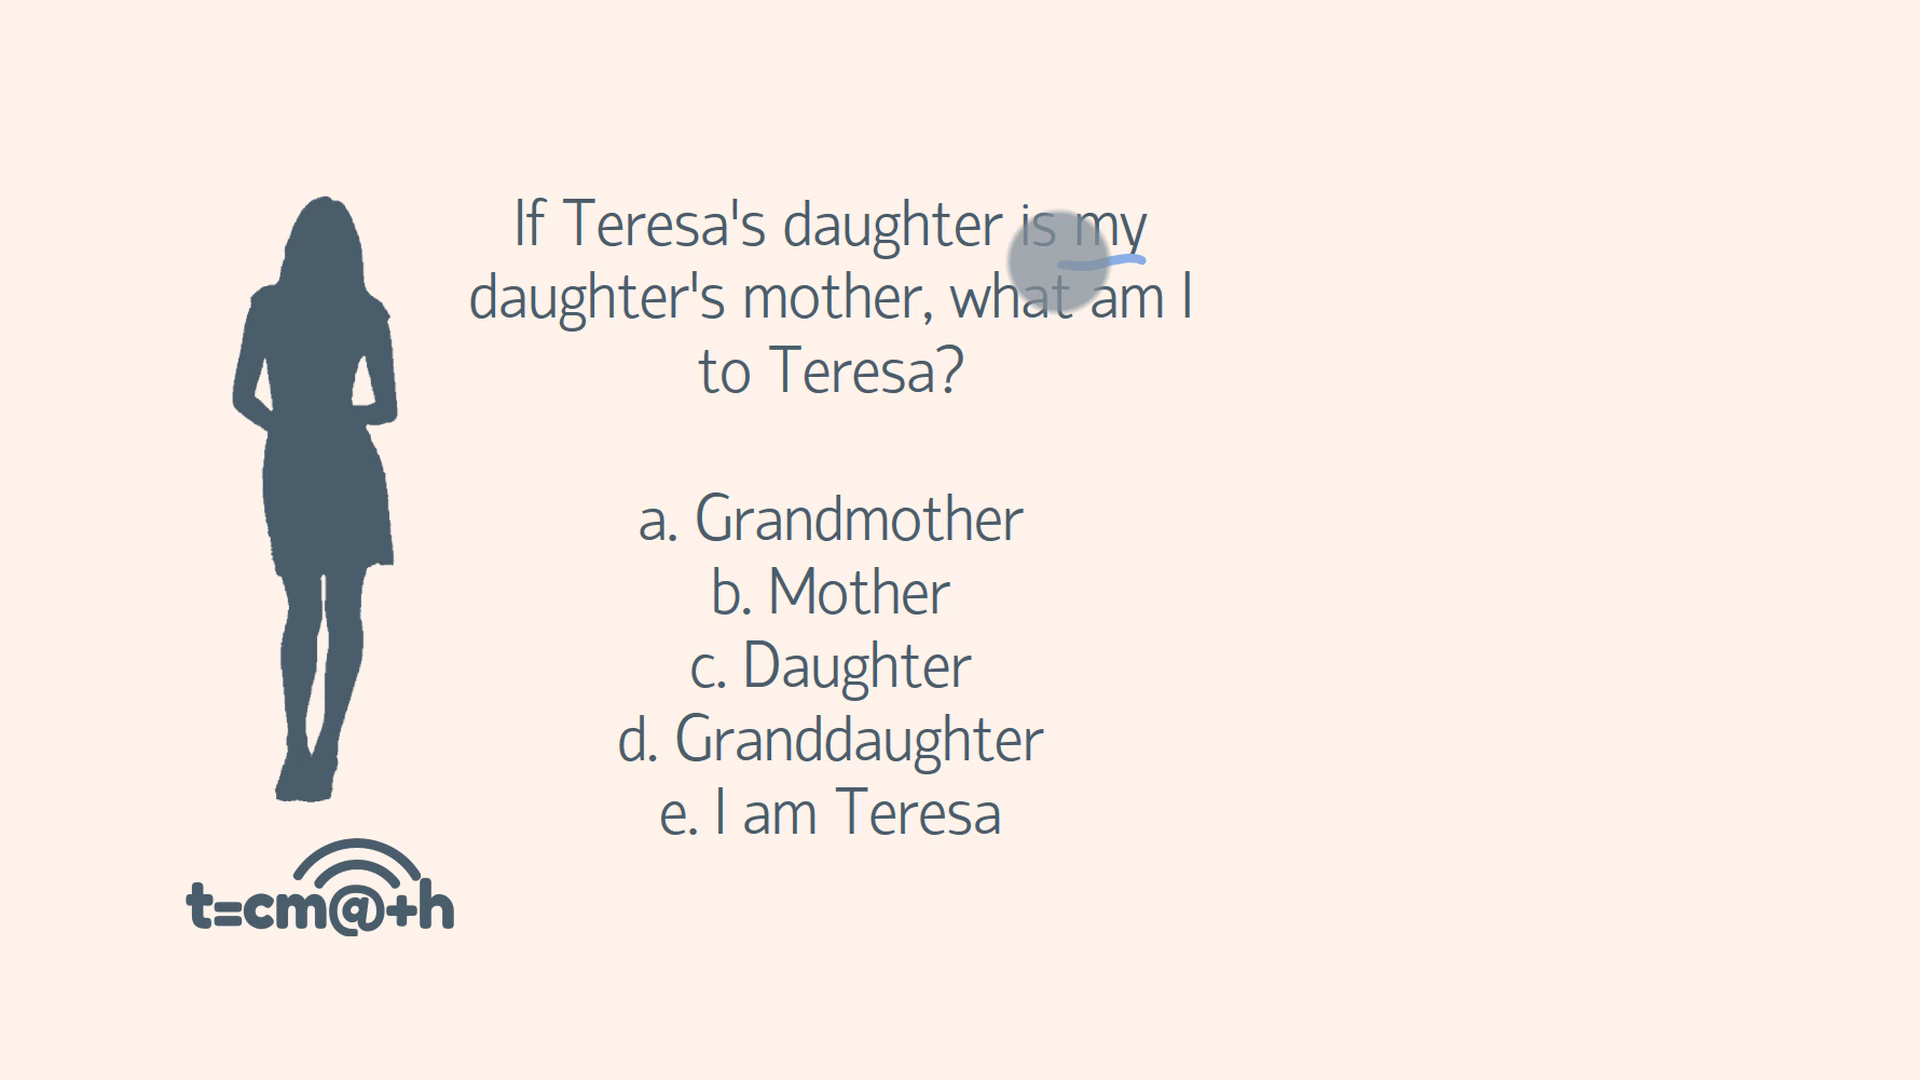 If Teresa's daughter is my
daughter's mother, what am I
to Teresa?
a. Grandmother
b. Mother
c. Daughter
d. Granddaughter
e. I am Teresa
t=cm@+h